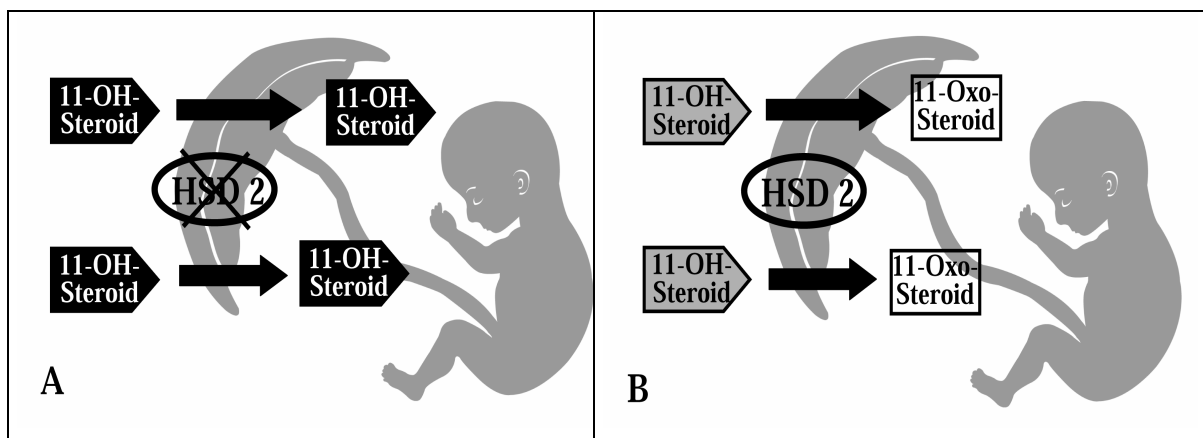 11-OH-
Steroid
11-OH-
Steroid
HSD 2
11-OH-
Steroid
11-OH-
Steroid
A
11-OH-
Steroid
11-Oxo-
Steroid
HSD 2
11-OH-
Steroid
11-Oxo-
Steroid
B